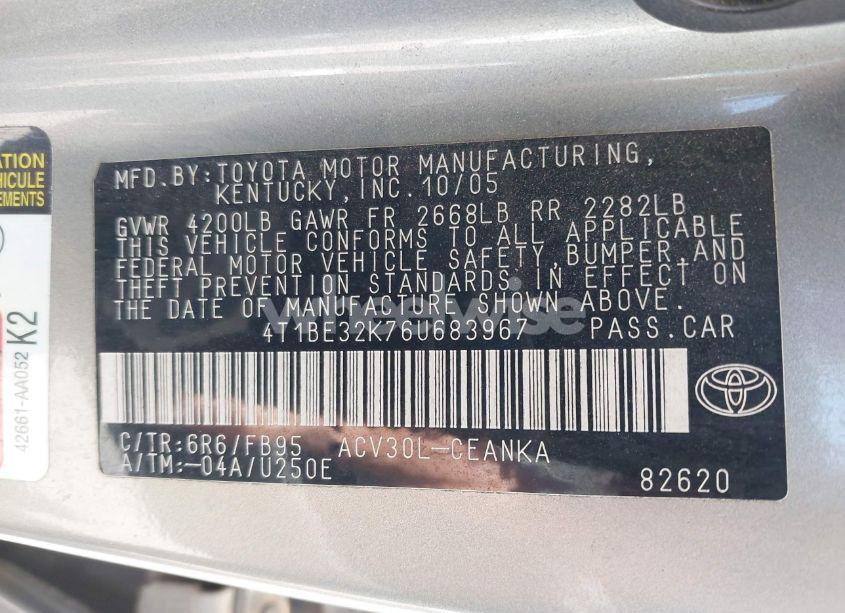 ATION
HICULE
EMENTS
K2
42661-AA052
MFD.BY:TOYOTA MOTOR MANUFACTURING,
KENTUCKY,INC.10/05
GVWR 4200LB GAWR FR 2668LB RR 2282LB
THIS VEHICLE CONFORMS TO ALL APPLICABLE
FEDERAL MOTOR VEHICLE SAFETY,BUMPER,AND
THEFT PREVENTION STANDARDS IN EFFECT ON
THE DATE OF MANUFACTURE SHOWN ABOVE.
4T1BE32K76U683967 PASS.CAR
C/TR:6R6/FB95 ACV30L-CEANKA
A/TM:-04A/U250E
82620